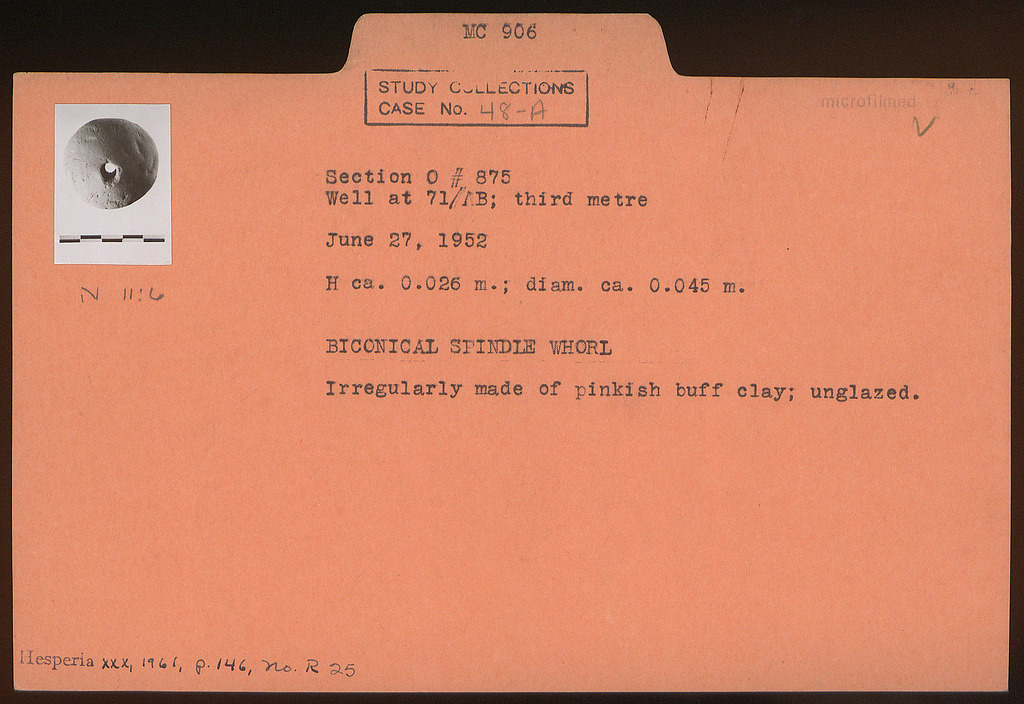 MC 906
STUDY COLLECTIONS
CASE No. 48-A
microfilmed
N 11:6
Section O # 875
Well at 71/ΛB; third metre
June 27, 1952
H ca. 0.026 m.; diam. ca. 0.045 m.
BICONICAL SPINDLE WHORL
Irregularly made of pinkish buff clay; unglazed.
Hesperia XXX, 1961, p. 146, no. R 25